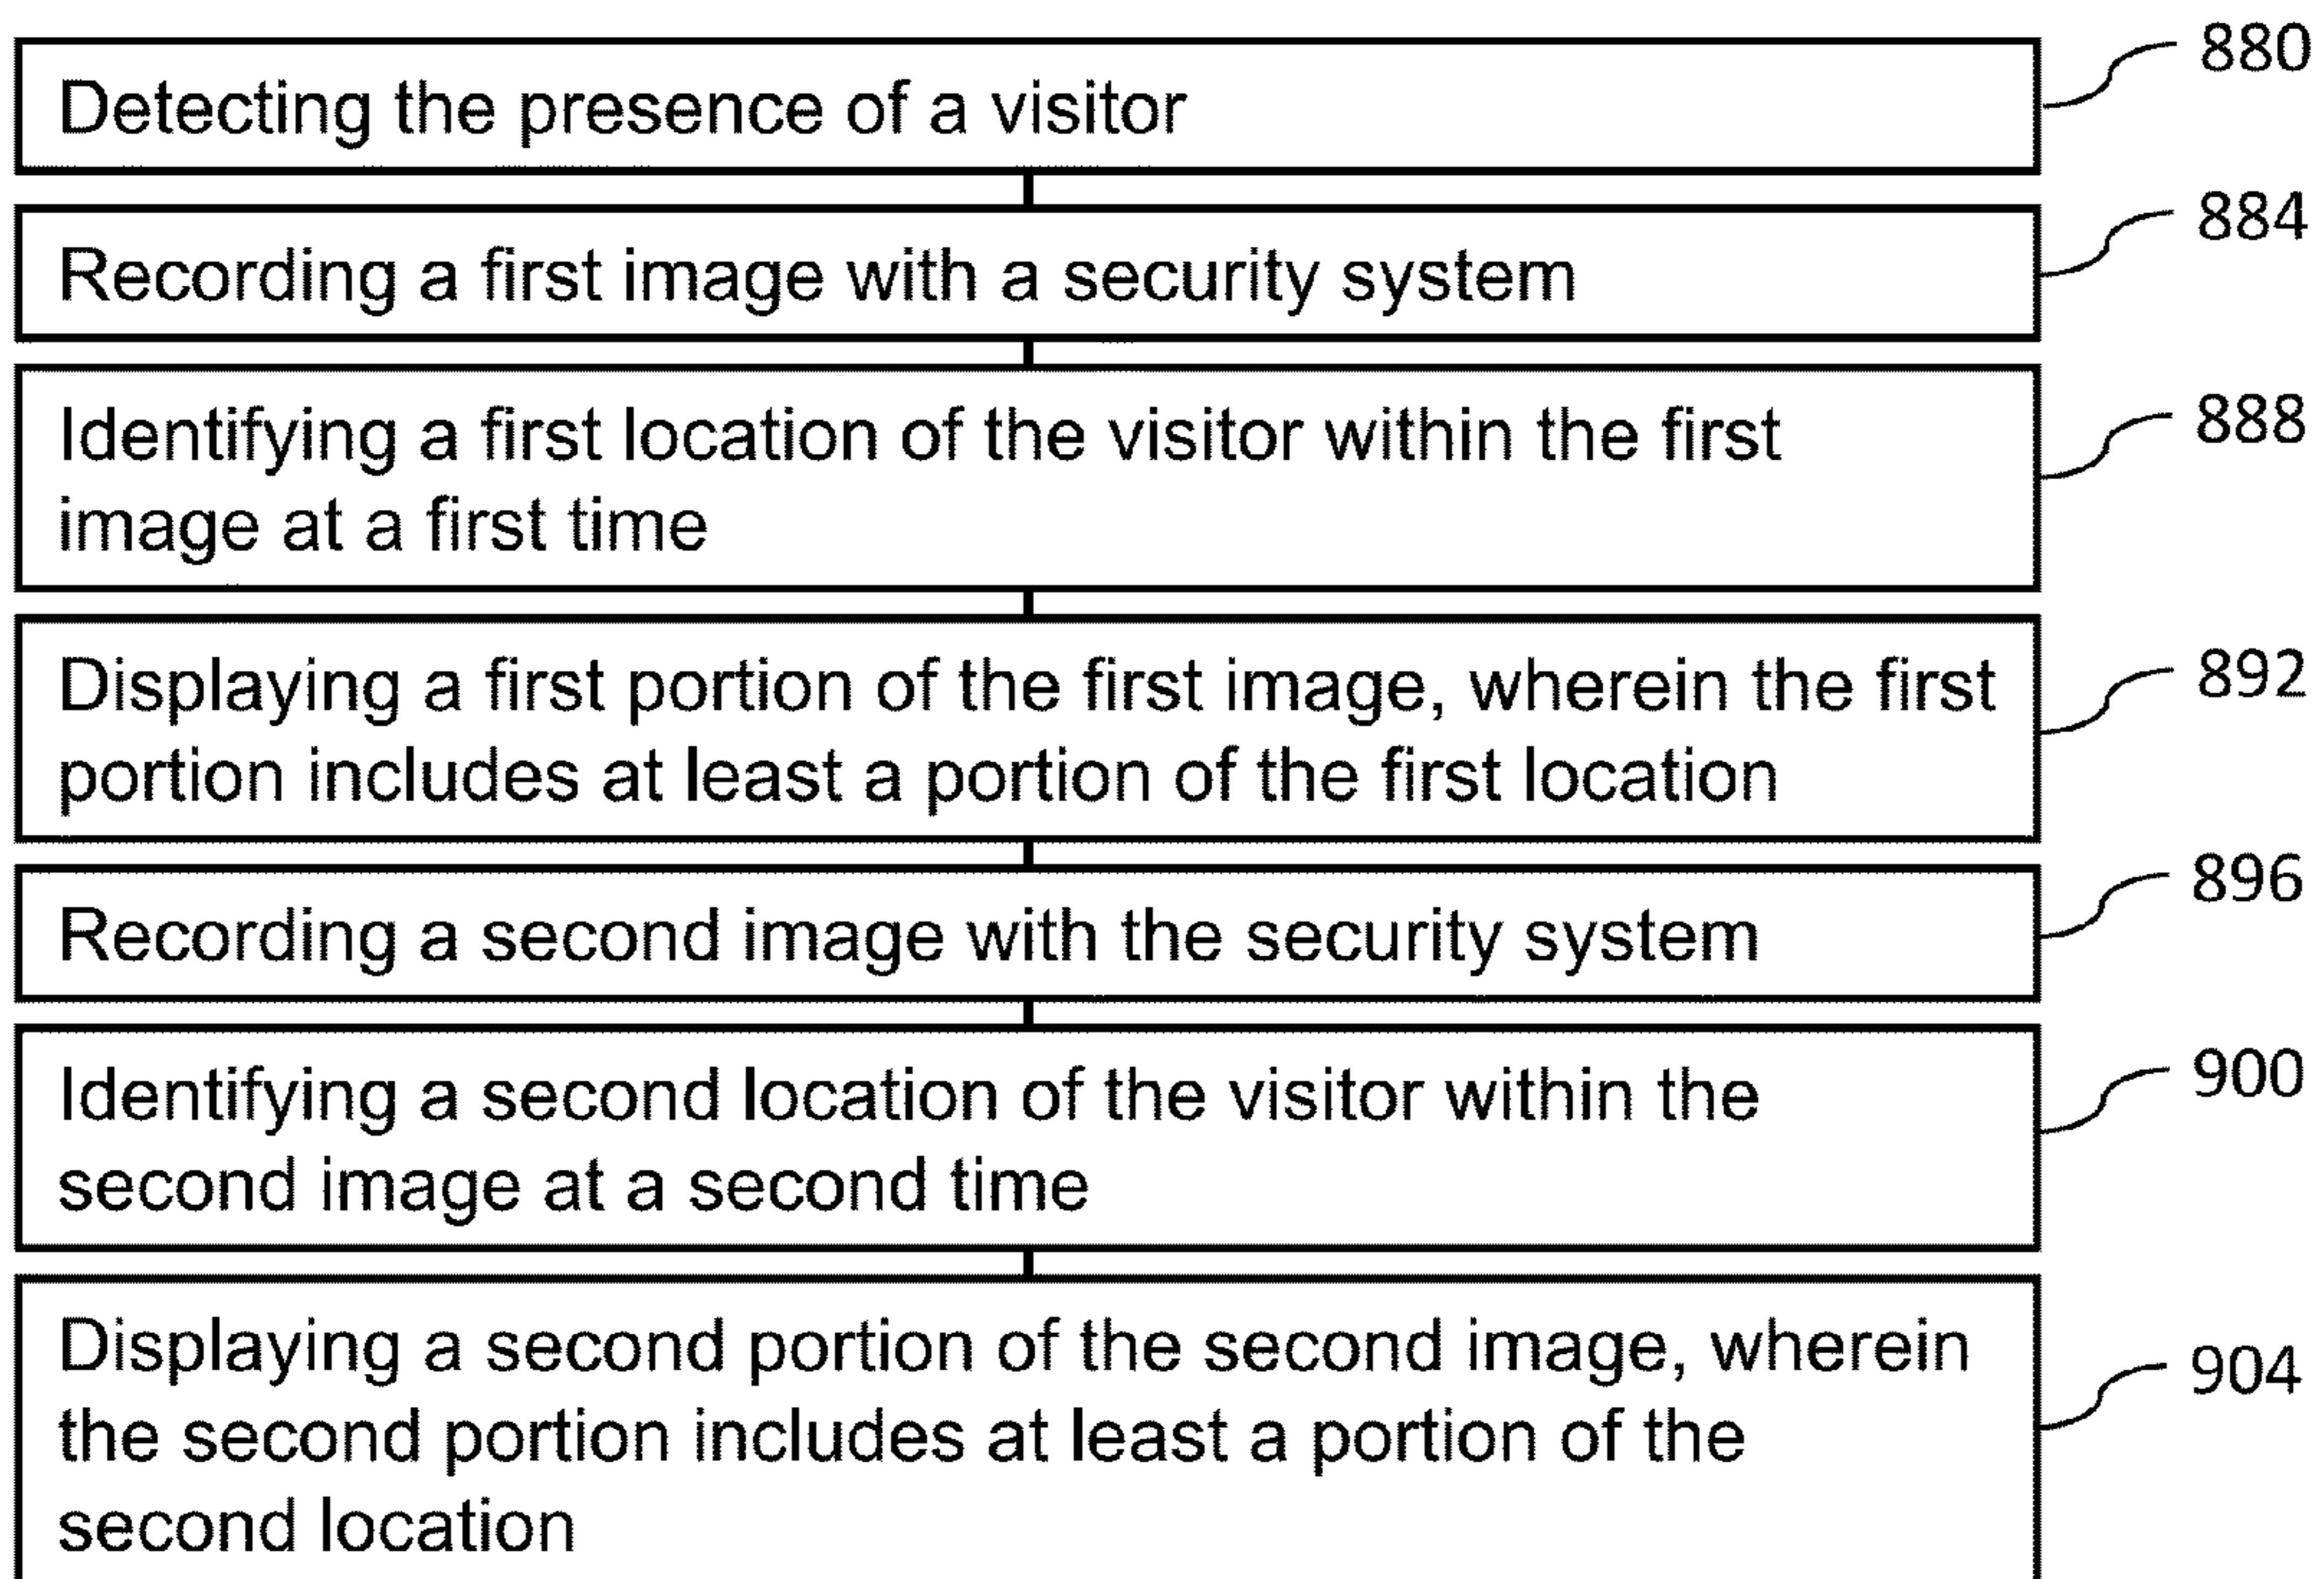 Detecting the presence of a visitor
880
Recording a first image with a security system
884
Identifying a first location of the visitor within the first
image at a first time
888
Displaying a first portion of the first image, wherein the first
portion includes at least a portion of the first location
892
Recording a second image with the security system
896
Identifying a second location of the visitor within the
second image at a second time
900
Displaying a second portion of the second image, wherein
the second portion includes at least a portion of the
second location
904